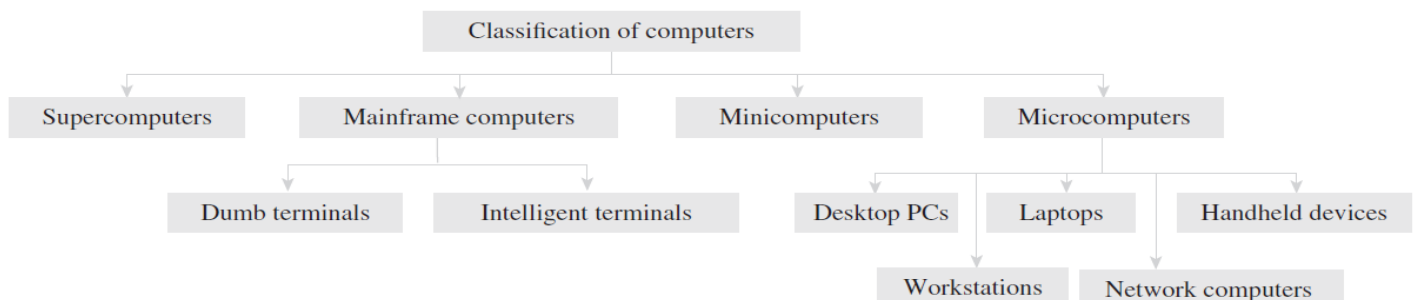 Classification of computers
Supercomputers
Mainframe computers
Minicomputers
Microcomputers
Dumb terminals
Intelligent terminals
Desktop PCs
Laptops
Handheld devices
Workstations
Network computers